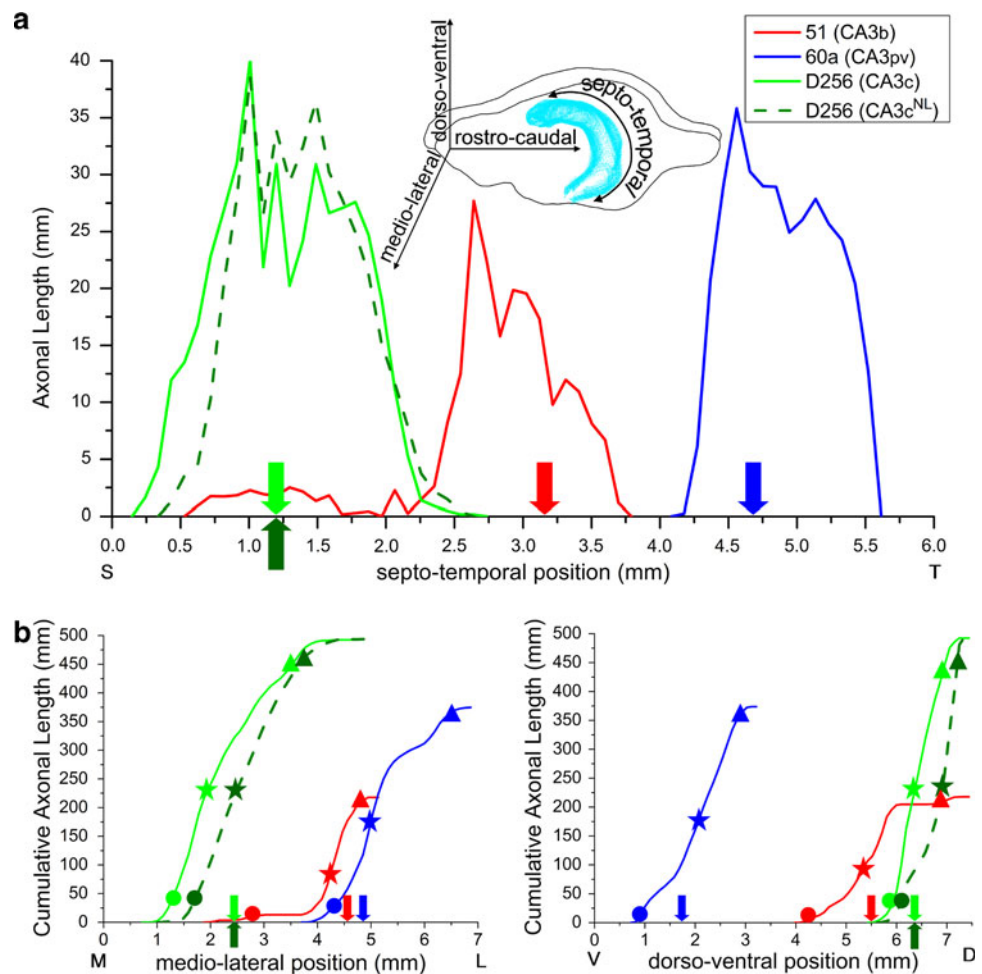 a
51 (CA3b)
60a (CA3pv)
D256 (CA3c)
D256 (CA3c^NL)
dorso-ventral
septo-temporal
rostro-caudal
medio-lateral
Axonal Length (mm)
40
35
30
25
20
15
10
5
0
0.0 0.5 1.0 1.5 2.0 2.5 3.0 3.5 4.0 4.5 5.0 5.5 6.0
S septo-temporal position (mm) T
b
Cumulative Axonal Length (mm)
500
450
400
350
300
250
200
150
100
50
0
0 1 2 3 4 5 6 7
M medio-lateral position (mm) L
Cumulative Axonal Length (mm)
500
450
400
350
300
250
200
150
100
50
0
0 1 2 3 4 5 6 7
V dorso-ventral position (mm) D